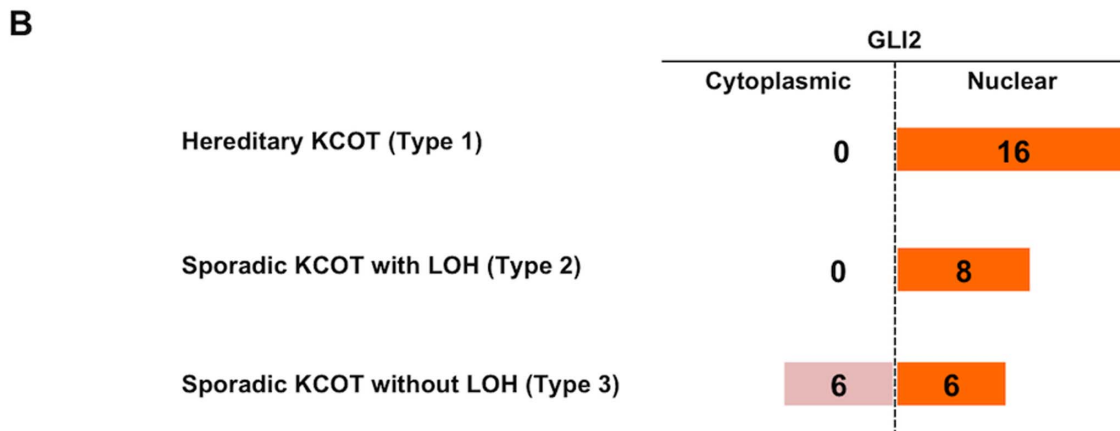 B
GLI2
Cytoplasmic Nuclear
Hereditary KCOT (Type 1) 0 16
Sporadic KCOT with LOH (Type 2) 0 8
Sporadic KCOT without LOH (Type 3) 6 6